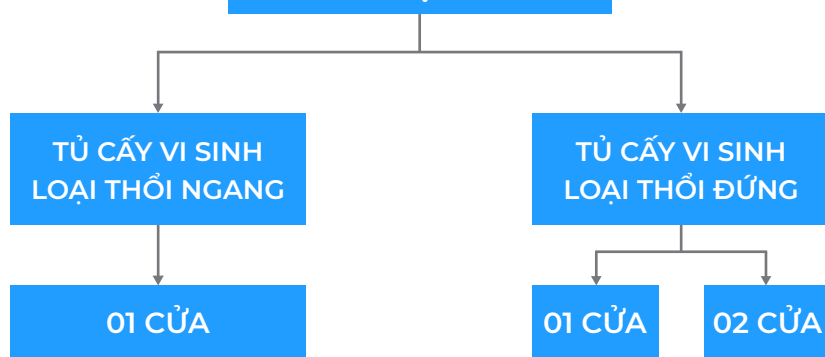 TỦ CẤY VI SINH
LOẠI THỔI NGANG
TỦ CẤY VI SINH
LOẠI THỔI ĐỨNG
01 CỬA
01 CỬA
02 CỬA